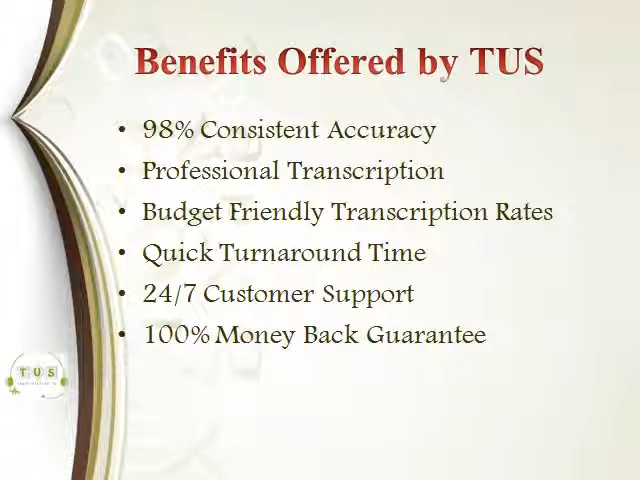 Benefits Offered by TUS
• 98% Consistent Accuracy
• Professional Transcription
• Budget Friendly Transcription Rates
• Quick Turnaround Time
• 24/7 Customer Support
• 100% Money Back Guarantee
TUS